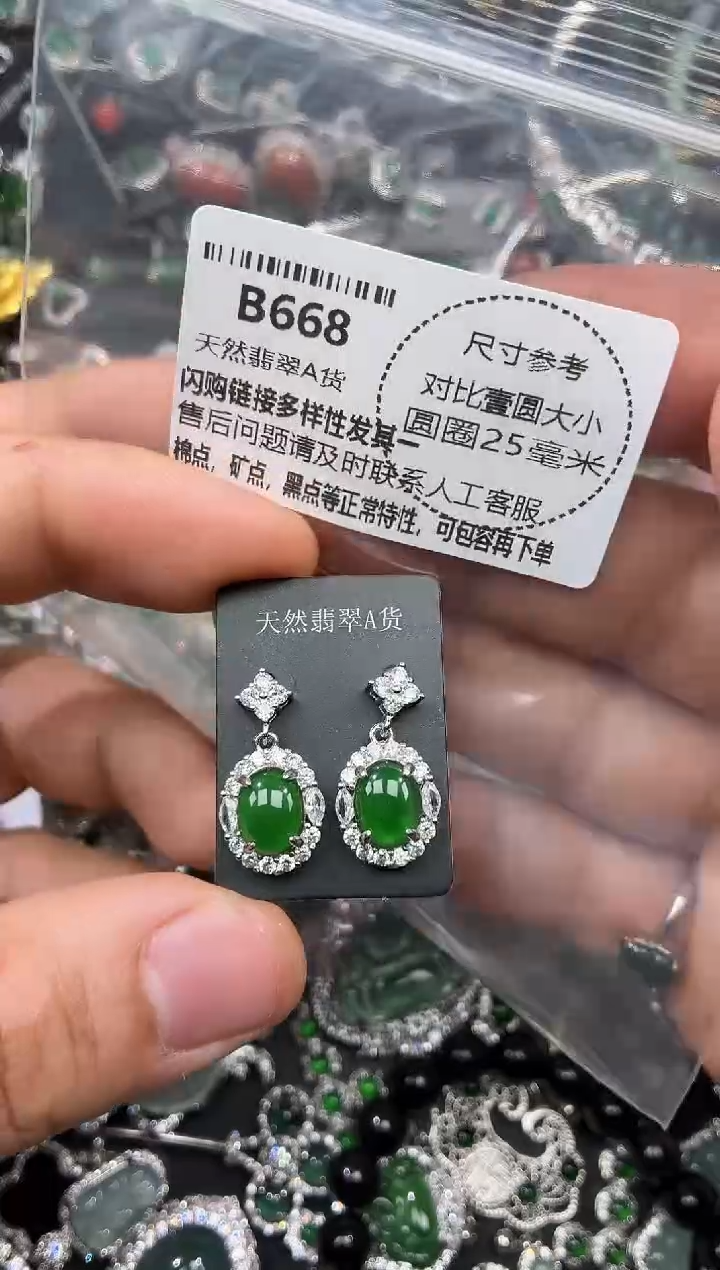 B668
天然翡翠A货
闪购链接多样性发其一
售后问题请及时联系人工客服
棉点，矿点，黑点等正常特性，可包容再下单
尺寸参考
对比壹圆大小
圆圈25毫米
天然翡翠A货